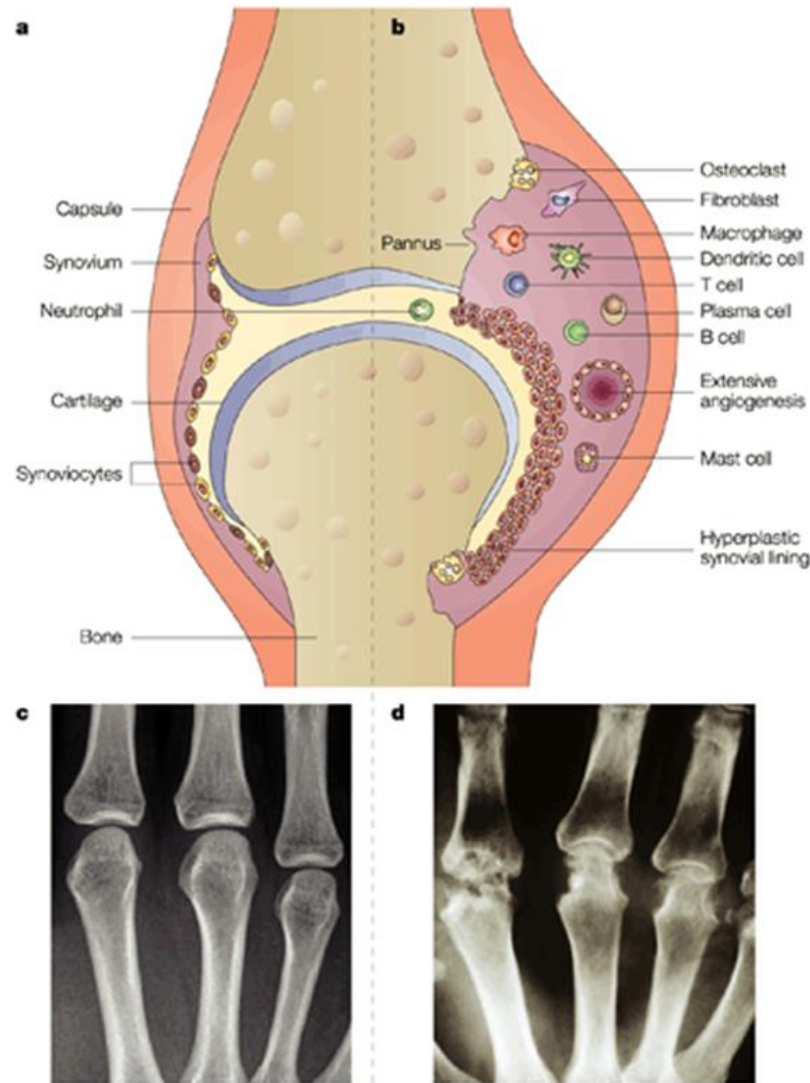 a
b
Capsule
Synovium
Neutrophil
Cartilage
Synoviocytes
Bone
Pannus
Osteoclast
Fibroblast
Macrophage
Dendritic cell
T cell
Plasma cell
B cell
Extensive
angiogenesis
Mast cell
Hyperplastic
synovial lining
c
d